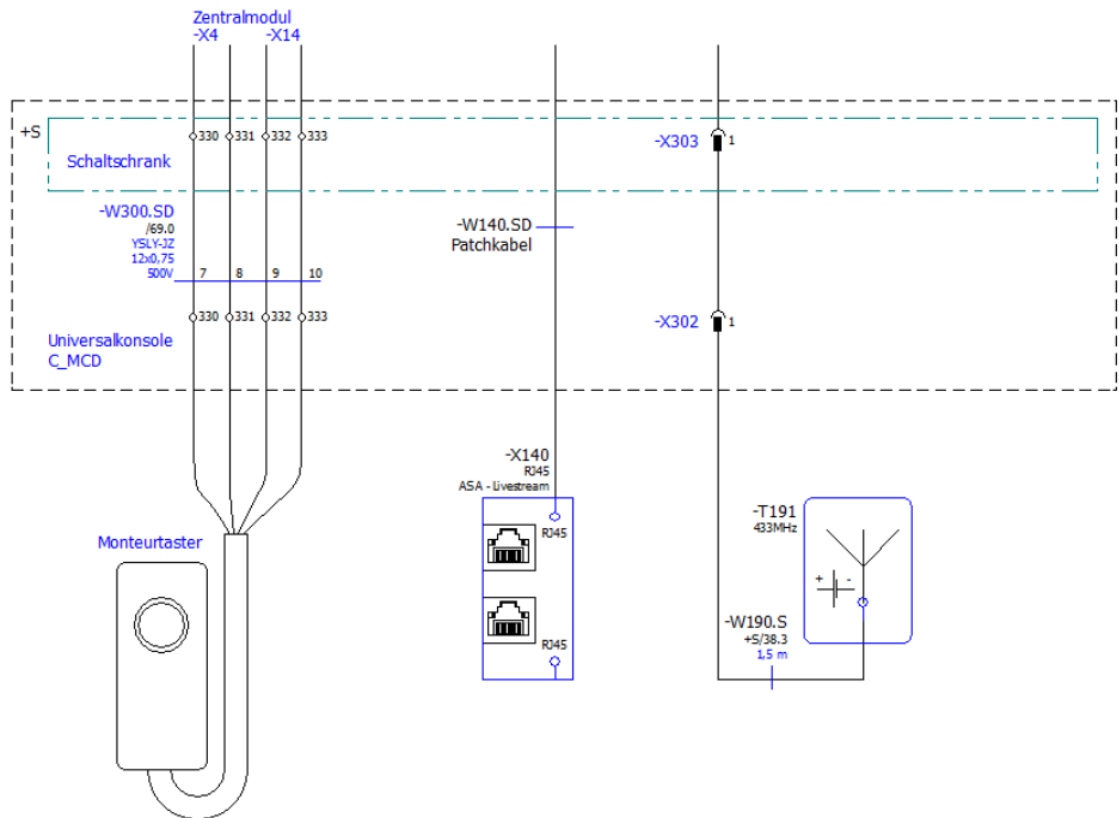 Zentralmodul
-X4 -X14
+S
330 331 332 333
-X303 1
Schaltschrank
-W300.SD
/69.0
YSLY-JZ
12x0,75
500V
7 8 9 10
-W140.SD
Patchkabel
330 331 332 333
-X302 1
Universalkonsole
C_MCD
-X140
RJ45
ASA - Livestream
RJ45
RJ45
-T191
433MHz
+ -
Monteurtaster
-W190.S
+S/38.3
1,5 m